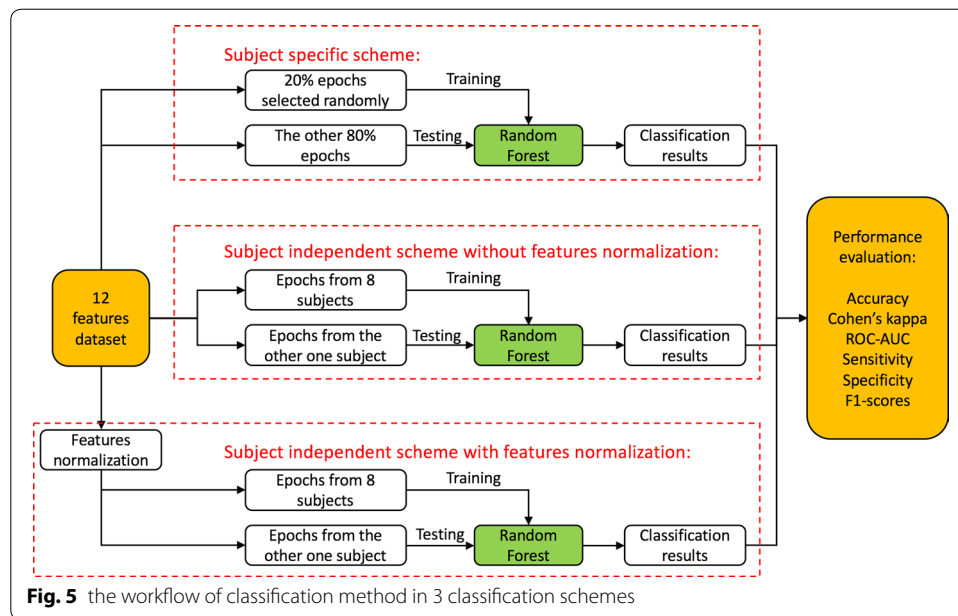 Subject specific scheme:
20% epochs
selected randomly
Training
The other 80%
epochs
Testing
Random
Forest
Classification
results
Subject independent scheme without features normalization:
Epochs from 8
subjects
Training
Epochs from the
other one subject
Testing
Random
Forest
Classification
results
12
features
dataset
Performance
evaluation:
Accuracy
Cohen's kappa
ROC-AUC
Sensitivity
Specificity
F1-scores
Features
normalization
Subject independent scheme with features normalization:
Epochs from 8
subjects
Training
Epochs from the
other one subject
Testing
Random
Forest
Classification
results
Fig. 5 the workflow of classification method in 3 classification schemes